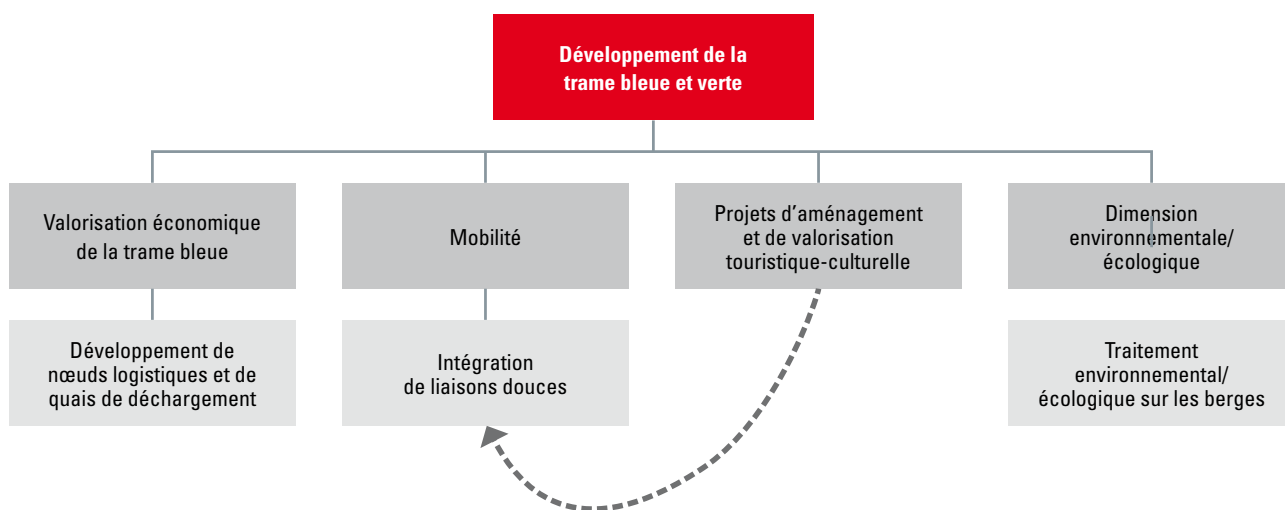 Développement de la
trame bleue et verte
Valorisation économique
de la trame bleue
Mobilité
Projets d'aménagement
et de valorisation
touristique-culturelle
Dimension
environnementale/
écologique
Développement de
nœuds logistiques et de
quais de déchargement
Intégration
de liaisons douces
Traitement
environnemental/
écologique sur les berges